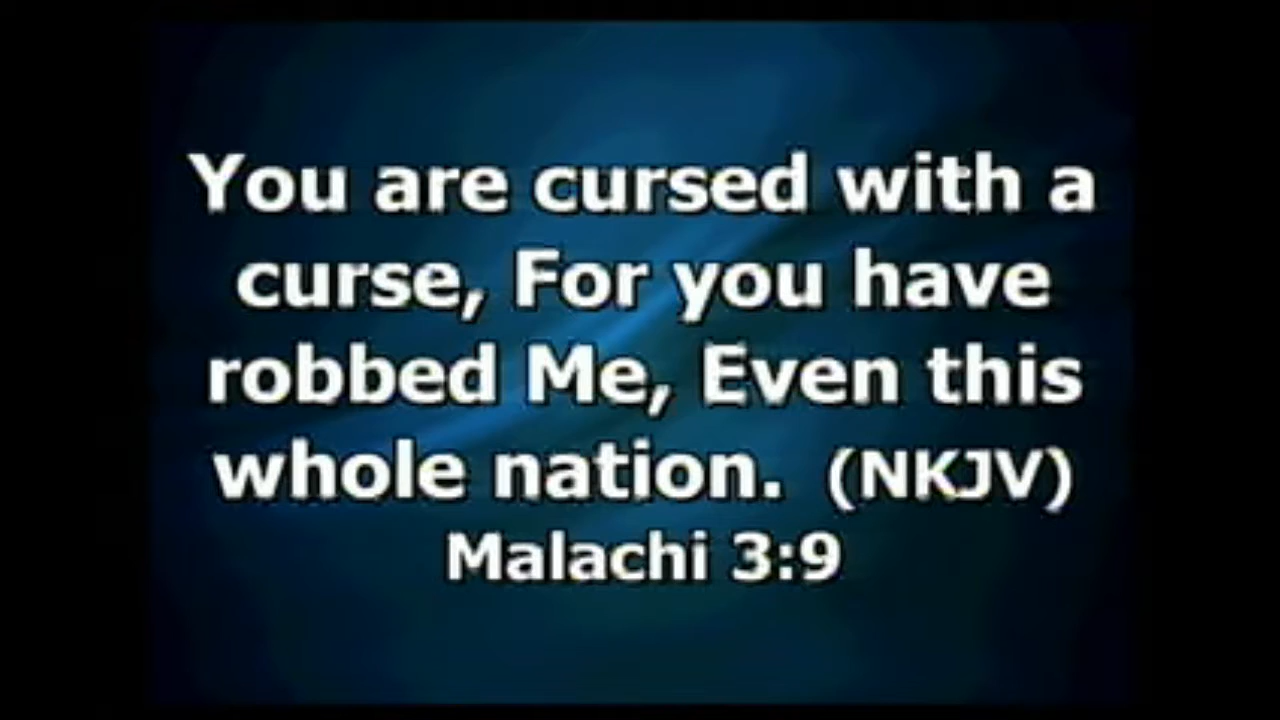 You are cursed with a
curse, For you have
robbed Me, Even this
whole nation. (NKJV)
Malachi 3:9